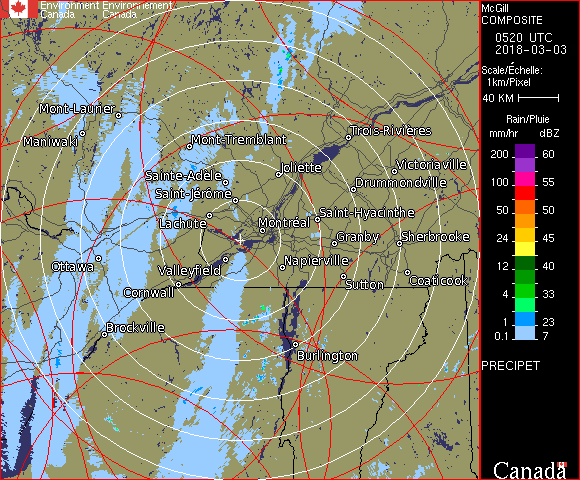 Environment Environnement
Canada Canada
McGill
COMPOSITE
0520 UTC
2018-03-03
Scale/Échelle:
1km/Pixel
40 KM
Rain/Pluie
mm/hr dBZ
200 60
100 55
50 50
24 45
12 40
4 33
1 23
0.1 7
PRECIPET
Canada
Mont-Laurier
Maniwaki
Mont-Tremblant
Trois-Rivières
Sainte-Adèle
Joliette
Victoriaville
Saint-Jérôme
Drummondville
Lachute
Montréal
Saint-Hyacinthe
Granby
Sherbrooke
Ottawa
Valleyfield
Napierville
Cornwall
Sutton
Coaticook
Brockville
Burlington